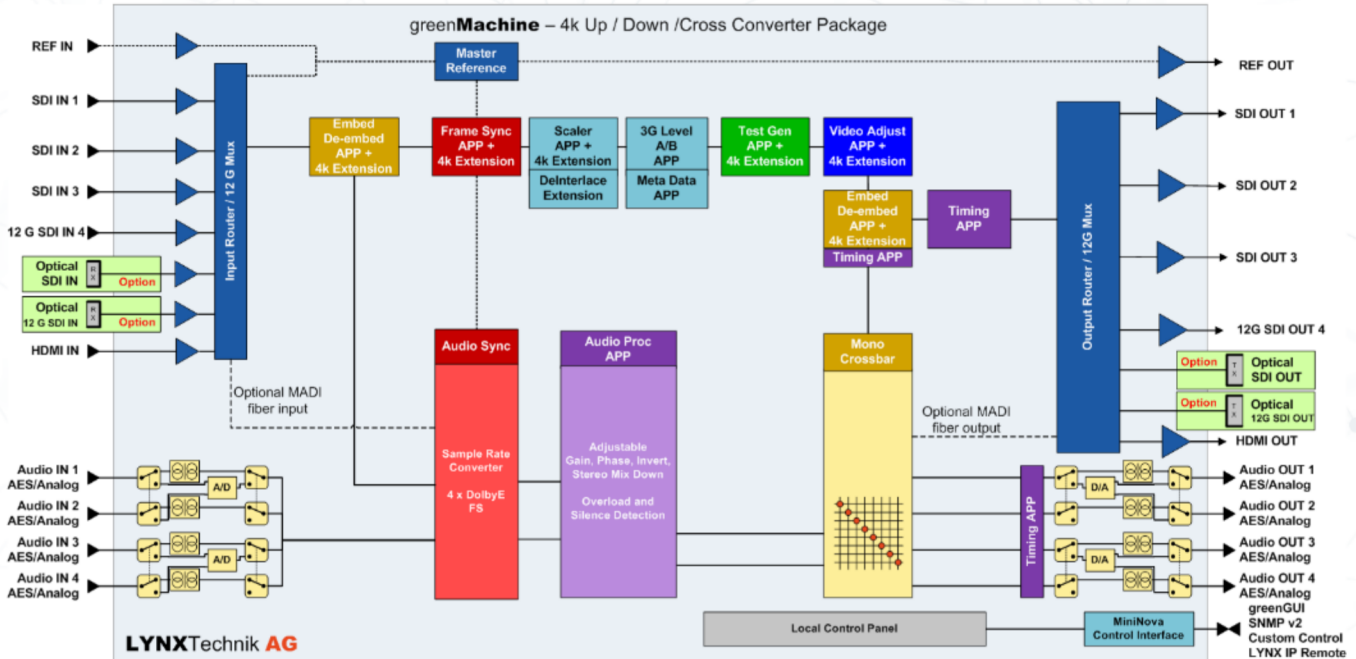 greenMachine – 4k Up / Down /Cross Converter Package
REF IN
SDI IN 1
SDI IN 2
SDI IN 3
12 G SDI IN 4
Optical
SDI IN
RX
Option
Optical
12 G SDI IN
RX
Option
HDMI IN
Input Router / 12 G Mux
Master
Reference
Embed
De-embed
APP +
4k Extension
Frame Sync
APP +
4k Extension
Scaler
APP +
4k Extension
DeInterlace
Extension
3G Level
A/B
APP
Meta Data
APP
Test Gen
APP +
4k Extension
Video Adjust
APP +
4k Extension
Embed
De-embed
APP +
4k Extension
Timing APP
Timing
APP
Output Router / 12G Mux
REF OUT
SDI OUT 1
SDI OUT 2
SDI OUT 3
12G SDI OUT 4
Option
TX
Optical
SDI OUT
Option
TX
Optical
12G SDI OUT
HDMI OUT
Optional MADI
fiber input
Audio Sync
Sample Rate
Converter
4 x DolbyE
FS
Audio Proc
APP
Adjustable
Gain, Phase, Invert,
Stereo Mix Down
Overload and
Silence Detection
Mono
Crossbar
Optional MADI
fiber output
Audio IN 1
AES/Analog
Audio IN 2
AES/Analog
Audio IN 3
AES/Analog
Audio IN 4
AES/Analog
A/D
A/D
Timing APP
D/A
D/A
Audio OUT 1
AES/Analog
Audio OUT 2
AES/Analog
Audio OUT 3
AES/Analog
Audio OUT 4
AES/Analog
greenGUI
SNMP v2
Custom Control
LYNX IP Remote
Local Control Panel
MiniNova
Control Interface
LYNXTechnik AG